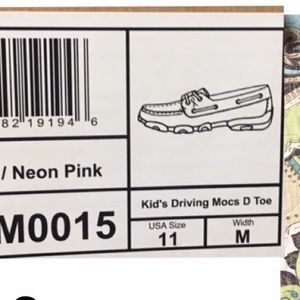 82 19194 6
/ Neon Pink
M0015
Kid's Driving Mocs D Toe
USA Size
11
Width
M